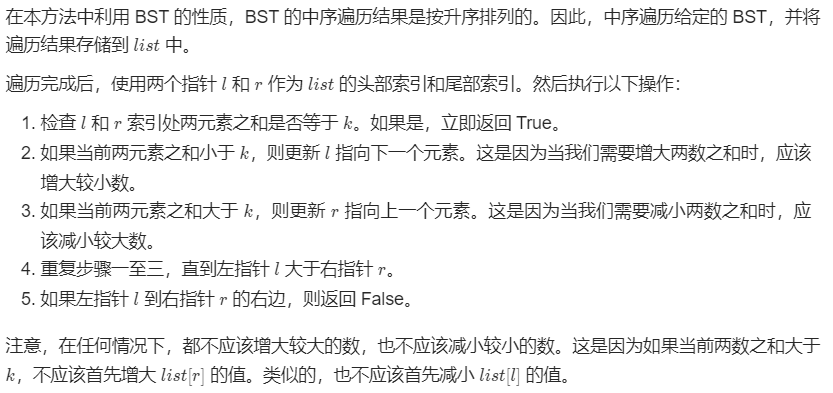 在本方法中利用 BST 的性质，BST 的中序遍历结果是按升序排列的。因此，中序遍历给定的 BST，并将
遍历结果存储到 list 中。
遍历完成后，使用两个指针 l 和 r 作为 list 的头部索引和尾部索引。然后执行以下操作：
1. 检查 l 和 r 索引处两元素之和是否等于 k。如果是，立即返回 True。
2. 如果当前两元素之和小于 k，则更新 l 指向下一个元素。这是因为当我们需要增大两数之和时，应该
增大较小数。
3. 如果当前两元素之和大于 k，则更新 r 指向上一个元素。这是因为当我们需要减小两数之和时，应
该减小较大数。
4. 重复步骤一至三，直到左指针 l 大于右指针 r。
5. 如果左指针 l 到右指针 r 的右边，则返回 False。
注意，在任何情况下，都不应该增大较大的数，也不应该减小较小的数。这是因为如果当前两数之和大于
k，不应该首先增大 list[r] 的值。类似的，也不应该首先减小 list[l] 的值。